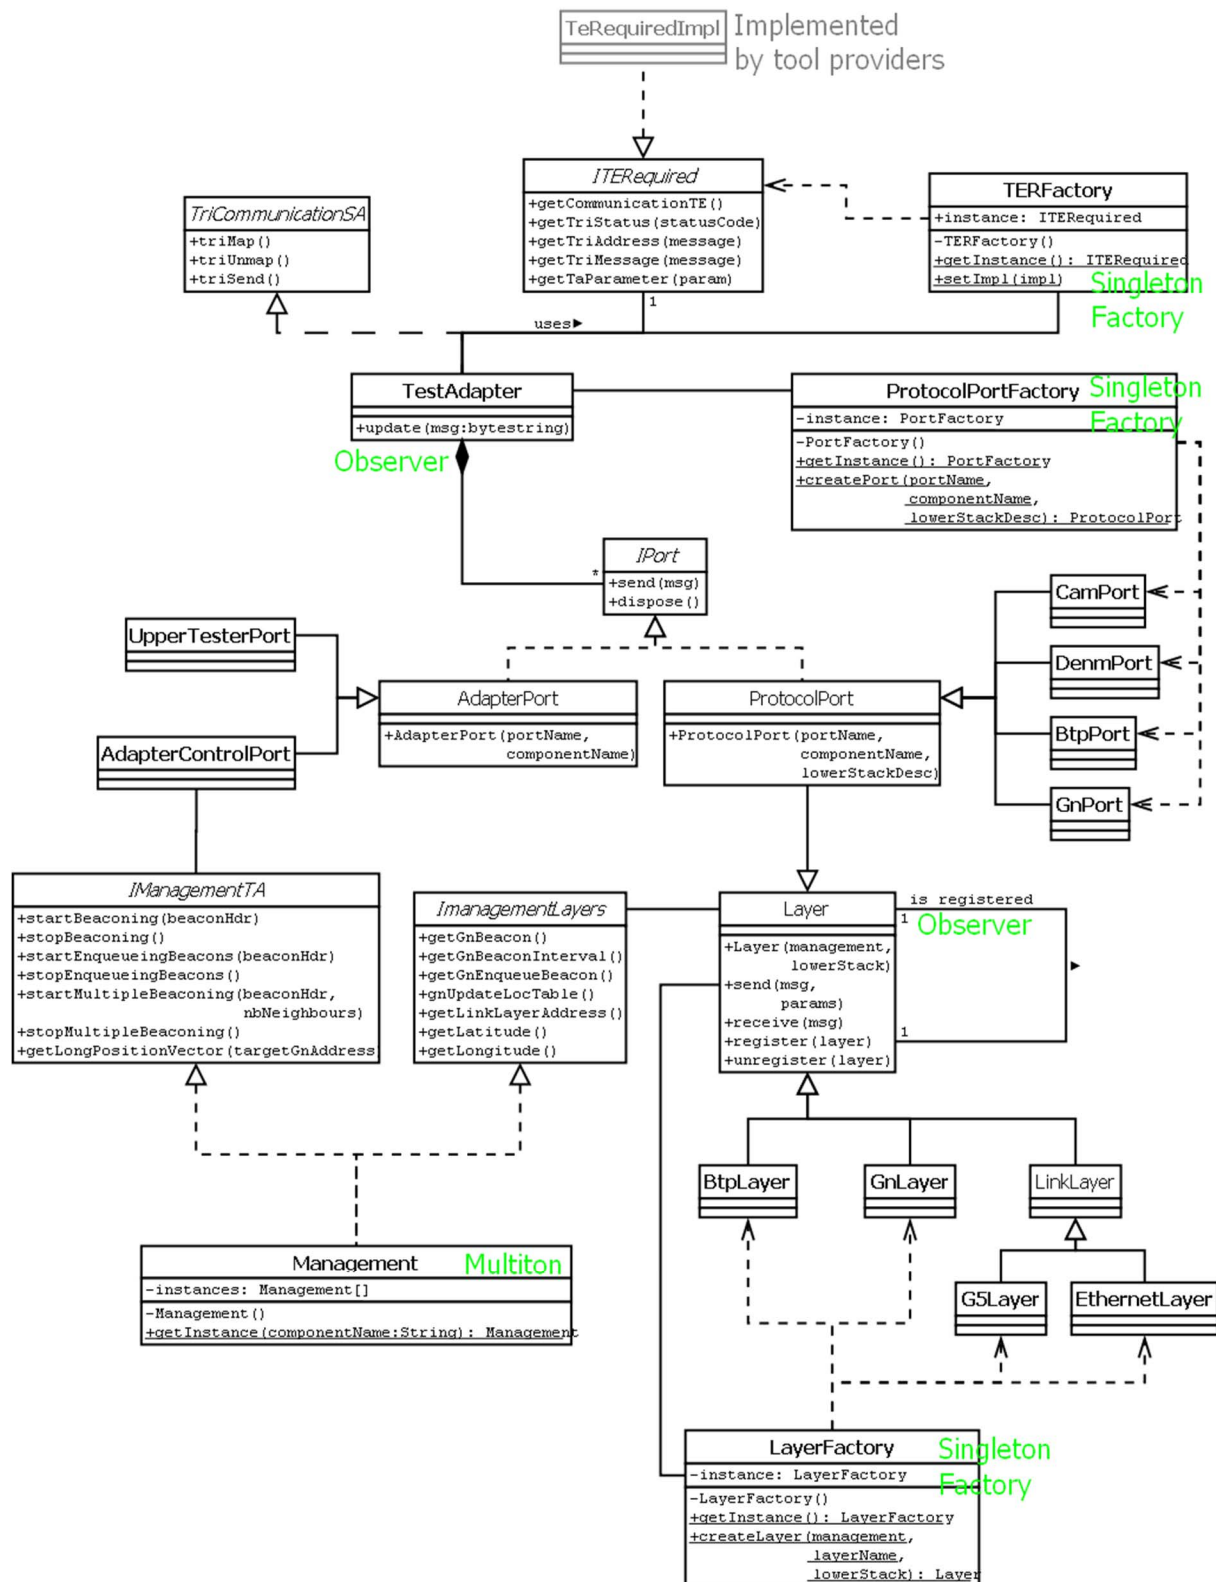 TeRequiredImpl
Implemented
by tool providers
ITERequired
+getCommunicationTE()
+getTriStatus(statusCode)
+getTriAddress(message)
+getTriMessage(message)
+getTaParameter(param)
1
TERFactory
+instance: ITERequired
-TERFactory()
+getInstance(): ITERequired
+setImpl(impl)
Singleton
Factory
TriCommunicationSA
+triMap()
+triUnmap()
+triSend()
uses
TestAdapter
+update(msg:bytestring)
Observer
ProtocolPortFactory
-instance: PortFactory
-PortFactory()
+getInstance(): PortFactory
+createPort(portName,
componentName,
lowerStackDesc): ProtocolPort
Singleton
Factory
IPort
+send(msg)
+dispose()
*
CamPort
DenmPort
BtpPort
GnPort
UpperTesterPort
AdapterControlPort
AdapterPort
+AdapterPort(portName,
componentName)
ProtocolPort
+ProtocolPort(portName,
componentName,
lowerStackDesc)
IManagementTA
+startBeaconing(beaconHdr)
+stopBeaconing()
+startEnqueueingBeacons(beaconHdr)
+stopEnqueueingBeacons()
+startMultipleBeaconing(beaconHdr,
nbNeighbours)
+stopMultipleBeaconing()
+getLongPositionVector(targetGnAddress)
ImanagementLayers
+getGnBeacon()
+getGnBeaconInterval()
+getGnEnqueueBeacon()
+gnUpdateLocTable()
+getLinkLayerAddress()
+getLatitude()
+getLongitude()
Layer
+Layer(management,
lowerStack)
+send(msg,
params)
+receive(msg)
+register(layer)
+unregister(layer)
is registered
1
Observer
1
BtpLayer
GnLayer
LinkLayer
G5Layer
EthernetLayer
Management
Multiton
-instances: Management[]
-Management()
+getInstance(componentName:String): Management
LayerFactory
-instance: LayerFactory
-LayerFactory()
+getInstance(): LayerFactory
+createLayer(management,
layerName,
lowerStack): Layer
Singleton
Factory